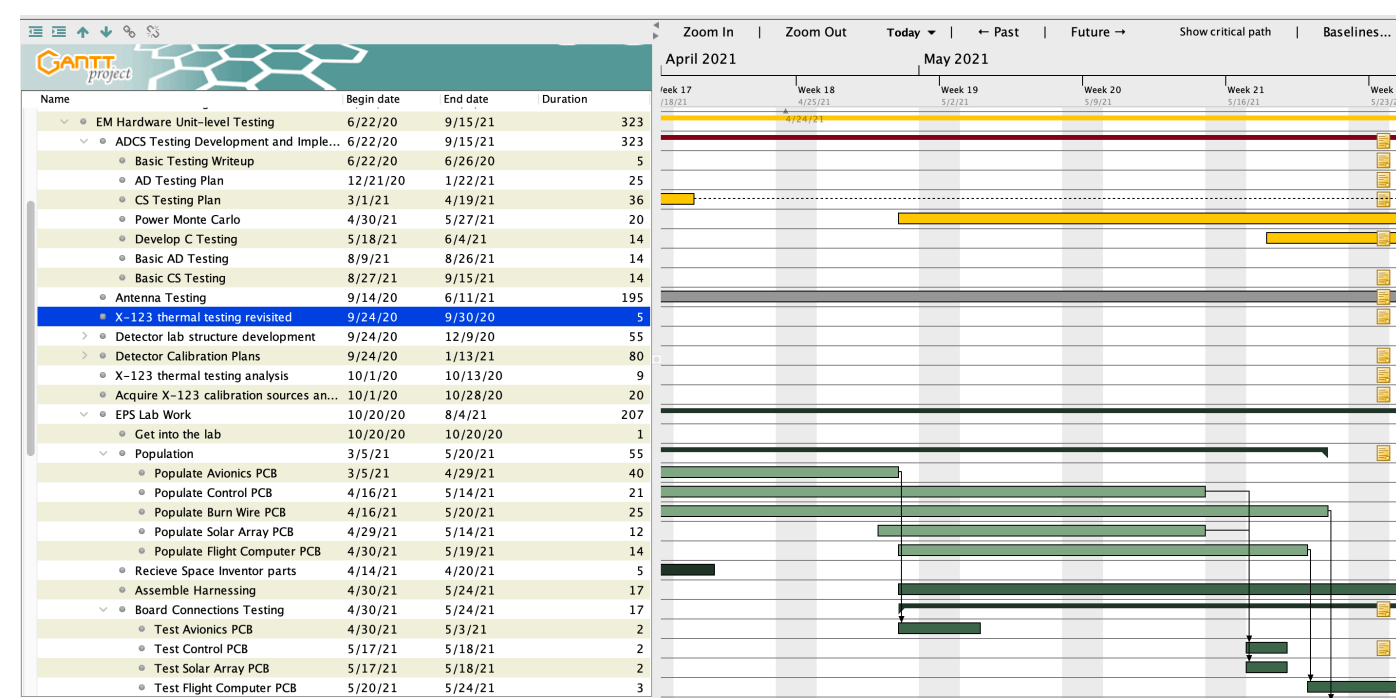 Zoom In | Zoom Out Today ▼ | ← Past | Future → Show critical path | Baselines...
GANTT project
April 2021 May 2021
Week 18 Week 19 Week 20 Week 21 Week
/18/21 4/25/21 5/2/21 5/9/21 5/16/21 5/23/2
4/24/21
Name Begin date End date Duration
EM Hardware Unit-level Testing 6/22/20 9/15/21 323
ADCS Testing Development and Imple... 6/22/20 9/15/21 323
Basic Testing Writeup 6/22/20 6/26/20 5
AD Testing Plan 12/21/20 1/22/21 25
CS Testing Plan 3/1/21 4/19/21 36
Power Monte Carlo 4/30/21 5/27/21 20
Develop C Testing 5/18/21 6/4/21 14
Basic AD Testing 8/9/21 8/26/21 14
Basic CS Testing 8/27/21 9/15/21 14
Antenna Testing 9/14/20 6/11/21 195
X-123 thermal testing revisited 9/24/20 9/30/20 5
Detector lab structure development 9/24/20 12/9/20 55
Detector Calibration Plans 9/24/20 1/13/21 80
X-123 thermal testing analysis 10/1/20 10/13/20 9
Acquire X-123 calibration sources an... 10/1/20 10/28/20 20
EPS Lab Work 10/20/20 8/4/21 207
Get into the lab 10/20/20 10/20/20 1
Population 3/5/21 5/20/21 55
Populate Avionics PCB 3/5/21 4/29/21 40
Populate Control PCB 4/16/21 5/14/21 21
Populate Burn Wire PCB 4/16/21 5/20/21 25
Populate Solar Array PCB 4/29/21 5/14/21 12
Populate Flight Computer PCB 4/30/21 5/19/21 14
Recieve Space Inventor parts 4/14/21 4/20/21 5
Assemble Harnessing 4/30/21 5/24/21 17
Board Connections Testing 4/30/21 5/24/21 17
Test Avionics PCB 4/30/21 5/3/21 2
Test Control PCB 5/17/21 5/18/21 2
Test Solar Array PCB 5/17/21 5/18/21 2
Test Flight Computer PCB 5/20/21 5/24/21 3